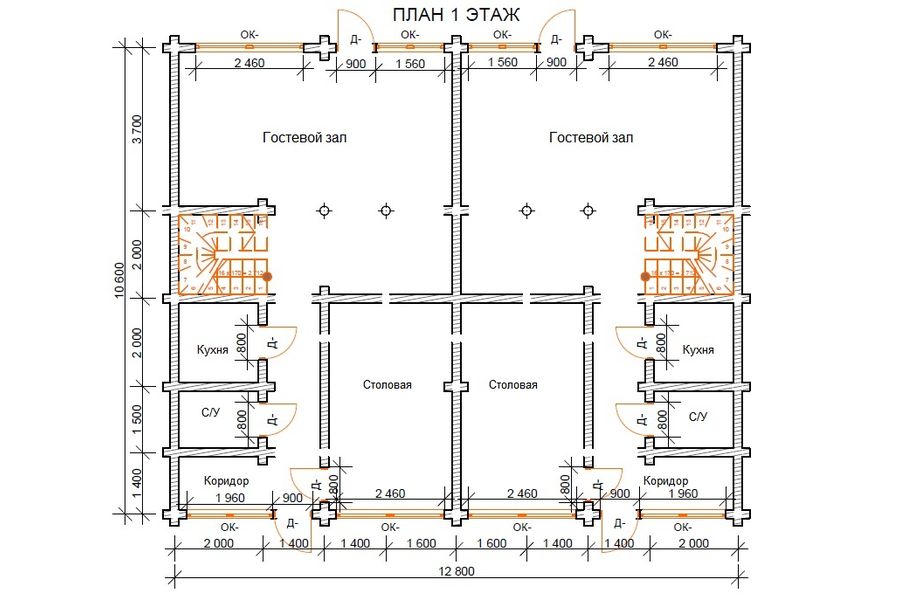 ПЛАН 1 ЭТАЖ
ОК- Д- ОК- ОК- Д- ОК-
2 460 900 1 560 1 560 900 2 460
3 700
Гостевой зал Гостевой зал
2 000
10 600
2 000
Кухня 800 Д- Д- 800 Кухня
Столовая Столовая
1 500
С/У 800 Д- Д- 800 С/У
1 400
Коридор Д- 800 800 Д- Коридор
1 960 900 2 460 2 460 900 1 960
ОК- Д- ОК- ОК- Д- ОК-
2 000 1 400 1 400 1 600 1 600 1 400 1 400 2 000
12 800